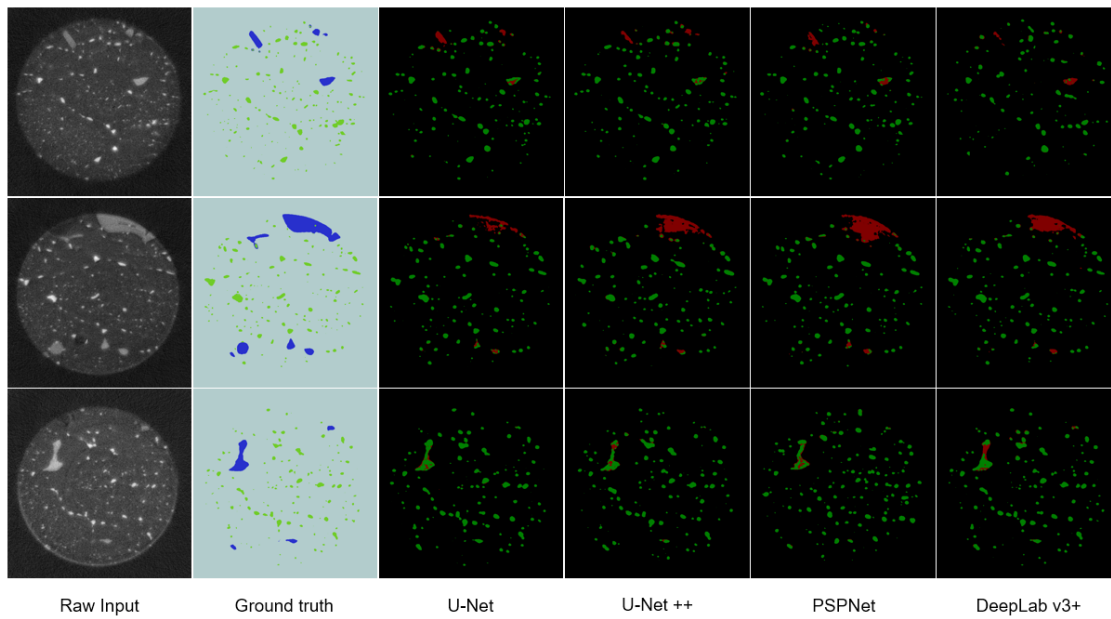 Raw Input
Ground truth
U-Net
U-Net ++
PSPNet
DeepLab v3+